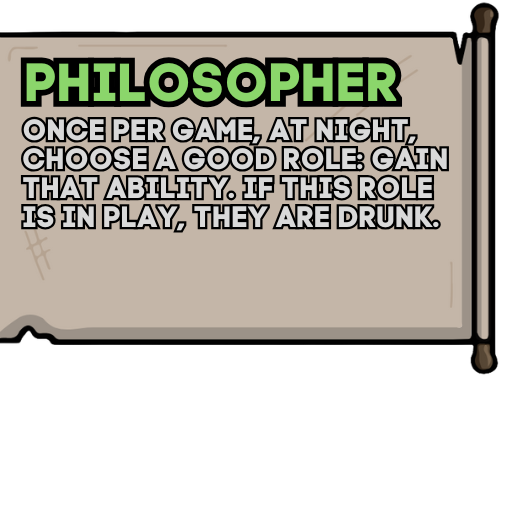 PHILOSOPHER
ONCE PER GAME, AT NIGHT,
CHOOSE A GOOD ROLE: GAIN
THAT ABILITY. IF THIS ROLE
IS IN PLAY, THEY ARE DRUNK.